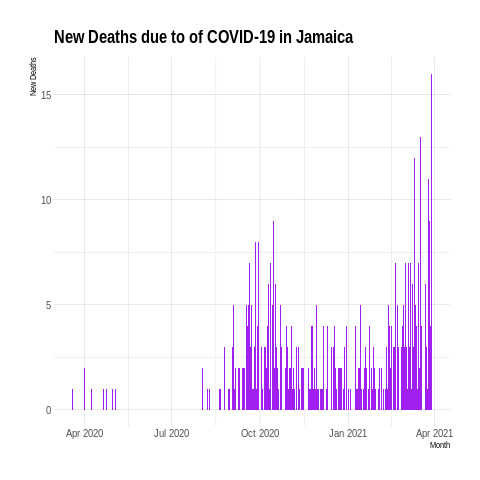 New Deaths due to of COVID-19 in Jamaica
New Deaths
15
10
5
0
Apr 2020 Jul 2020 Oct 2020 Jan 2021 Apr 2021
Month